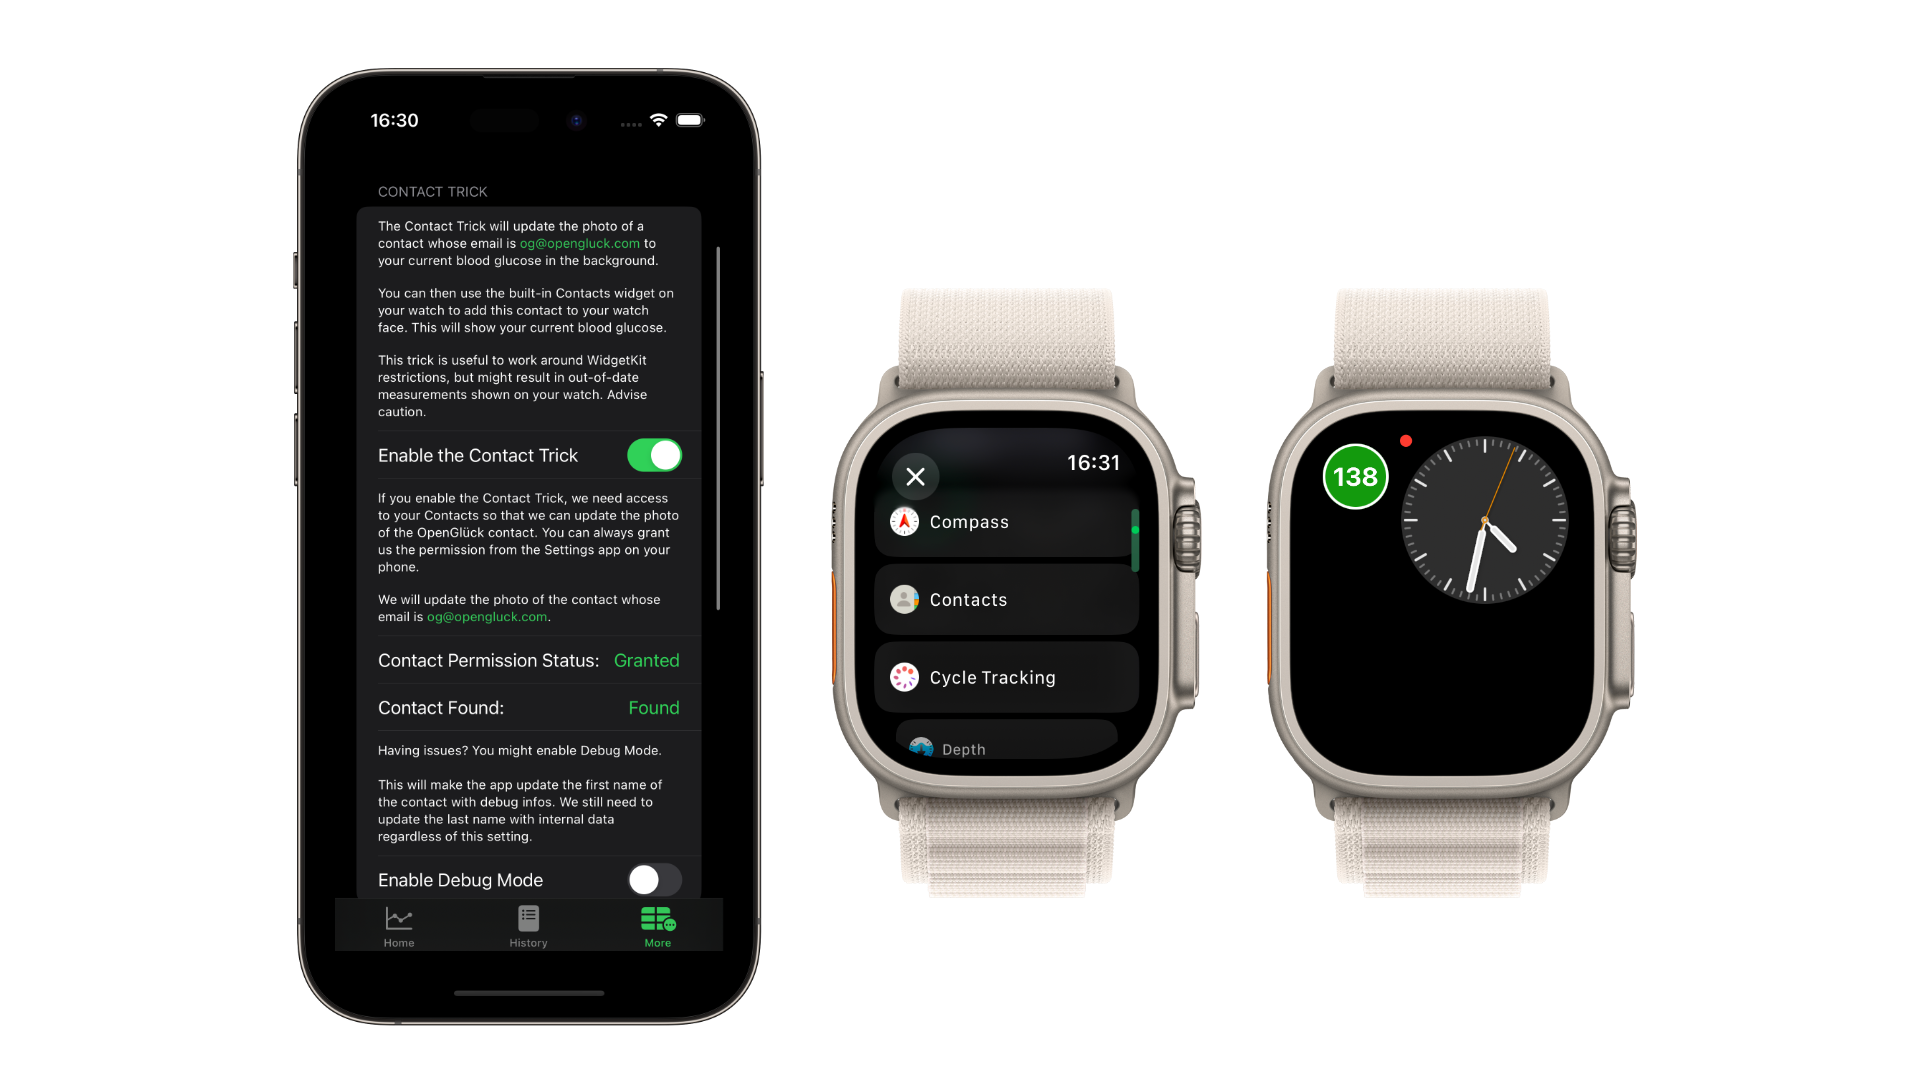 16:30
CONTACT TRICK
The Contact Trick will update the photo of a
contact whose email is og@opengluck.com to
your current blood glucose in the background.
You can then use the built-in Contacts widget on
your watch to add this contact to your watch
face. This will show your current blood glucose.
This trick is useful to work around WidgetKit
restrictions, but might result in out-of-date
measurements shown on your watch. Advise
caution.
Enable the Contact Trick
If you enable the Contact Trick, we need access
to your Contacts so that we can update the photo
of the OpenGlück contact. You can always grant
us the permission from the Settings app on your
phone.
We will update the photo of the contact whose
email is og@opengluck.com.
Contact Permission Status: Granted
Contact Found: Found
Having issues? You might enable Debug Mode.
This will make the app update the first name of
the contact with debug infos. We still need to
update the last name with internal data
regardless of this setting.
Enable Debug Mode
Home
History
More
16:31
Compass
Contacts
Cycle Tracking
Depth
138